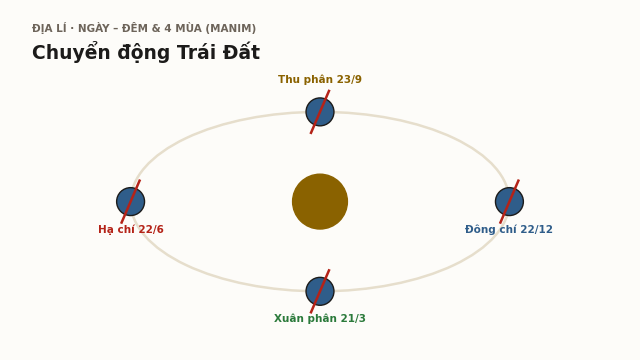 ĐỊA LÍ · NGÀY – ĐÊM & 4 MÙA (MANIM)
Chuyển động Trái Đất
Thu phân 23/9
Hạ chí 22/6
Đông chí 22/12
Xuân phân 21/3